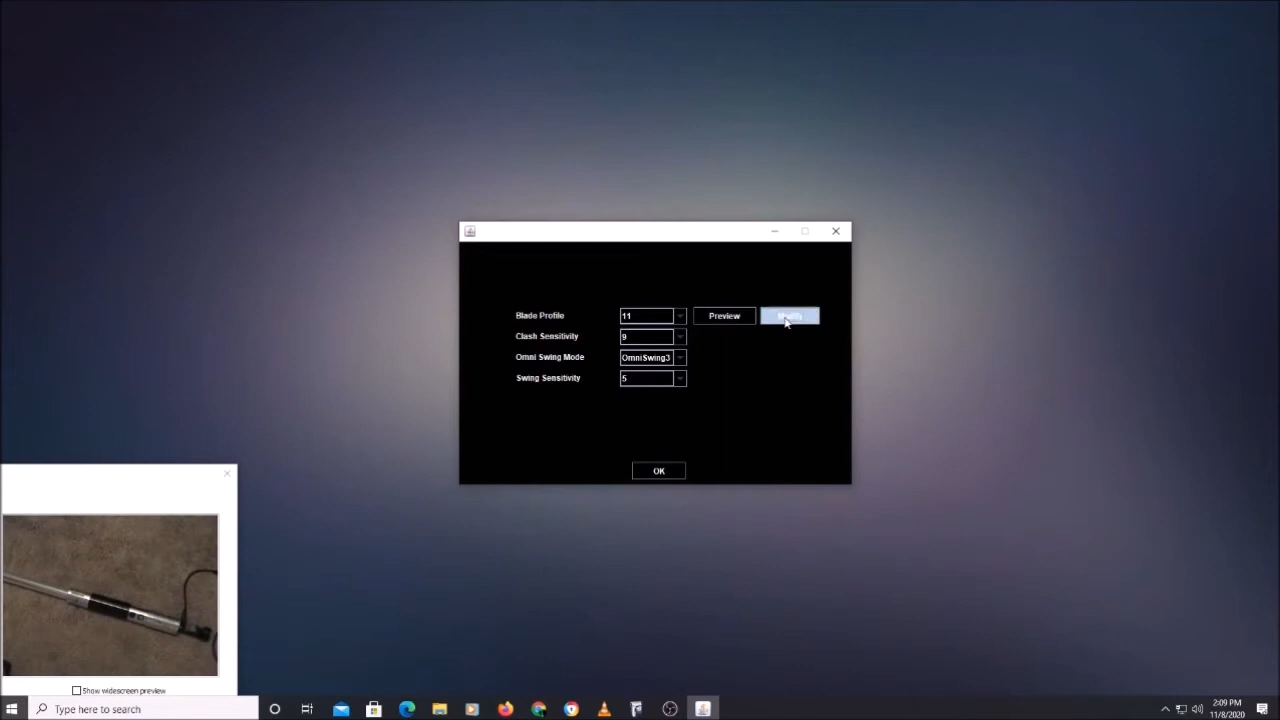 Blade Profile
11
Preview
Modify
Clash Sensitivity
9
Omni Swing Mode
OmniSwing3
Swing Sensitivity
5
OK
Show widescreen preview
Type here to search
2:09 PM
11/8/2020